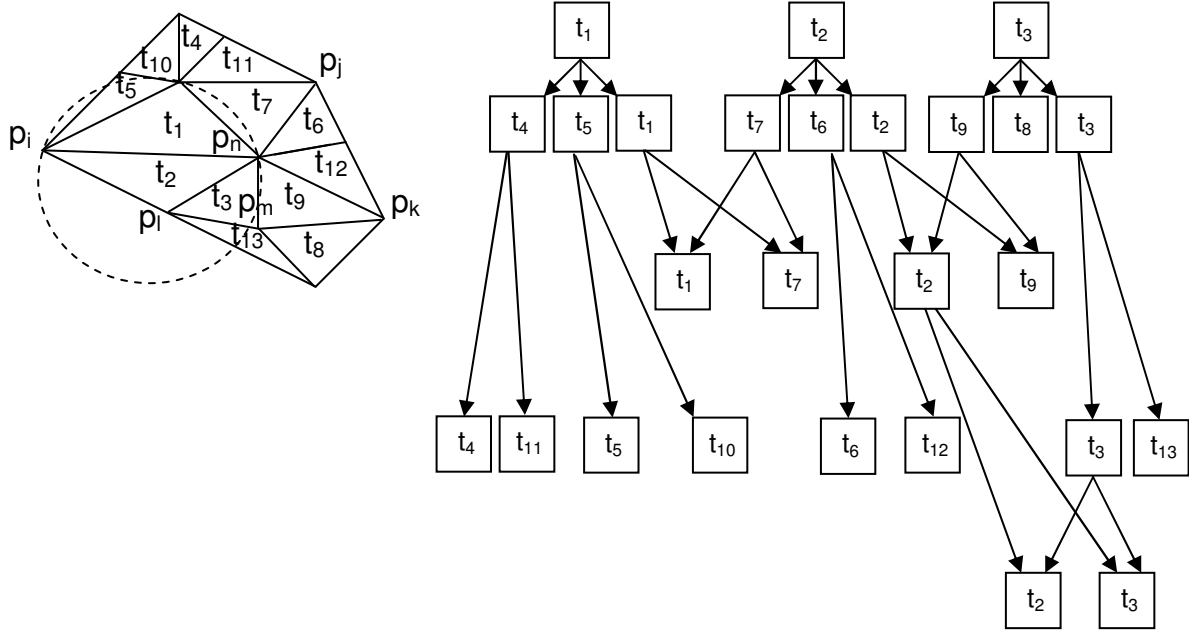 t₄
t₁₀ t₁₁
pⱼ
t₅
t₇
t₆
t₁
pᵢ pₙ
t₁₂
t₂
t₃ pₘ t₉ pₖ
pₗ
t₁₃ t₈
t₁ t₂ t₃
t₄ t₅ t₁ t₇ t₆ t₂ t₉ t₈ t₃
t₁ t₇ t₂ t₉
t₄ t₁₁ t₅ t₁₀ t₆ t₁₂ t₃ t₁₃
t₂ t₃